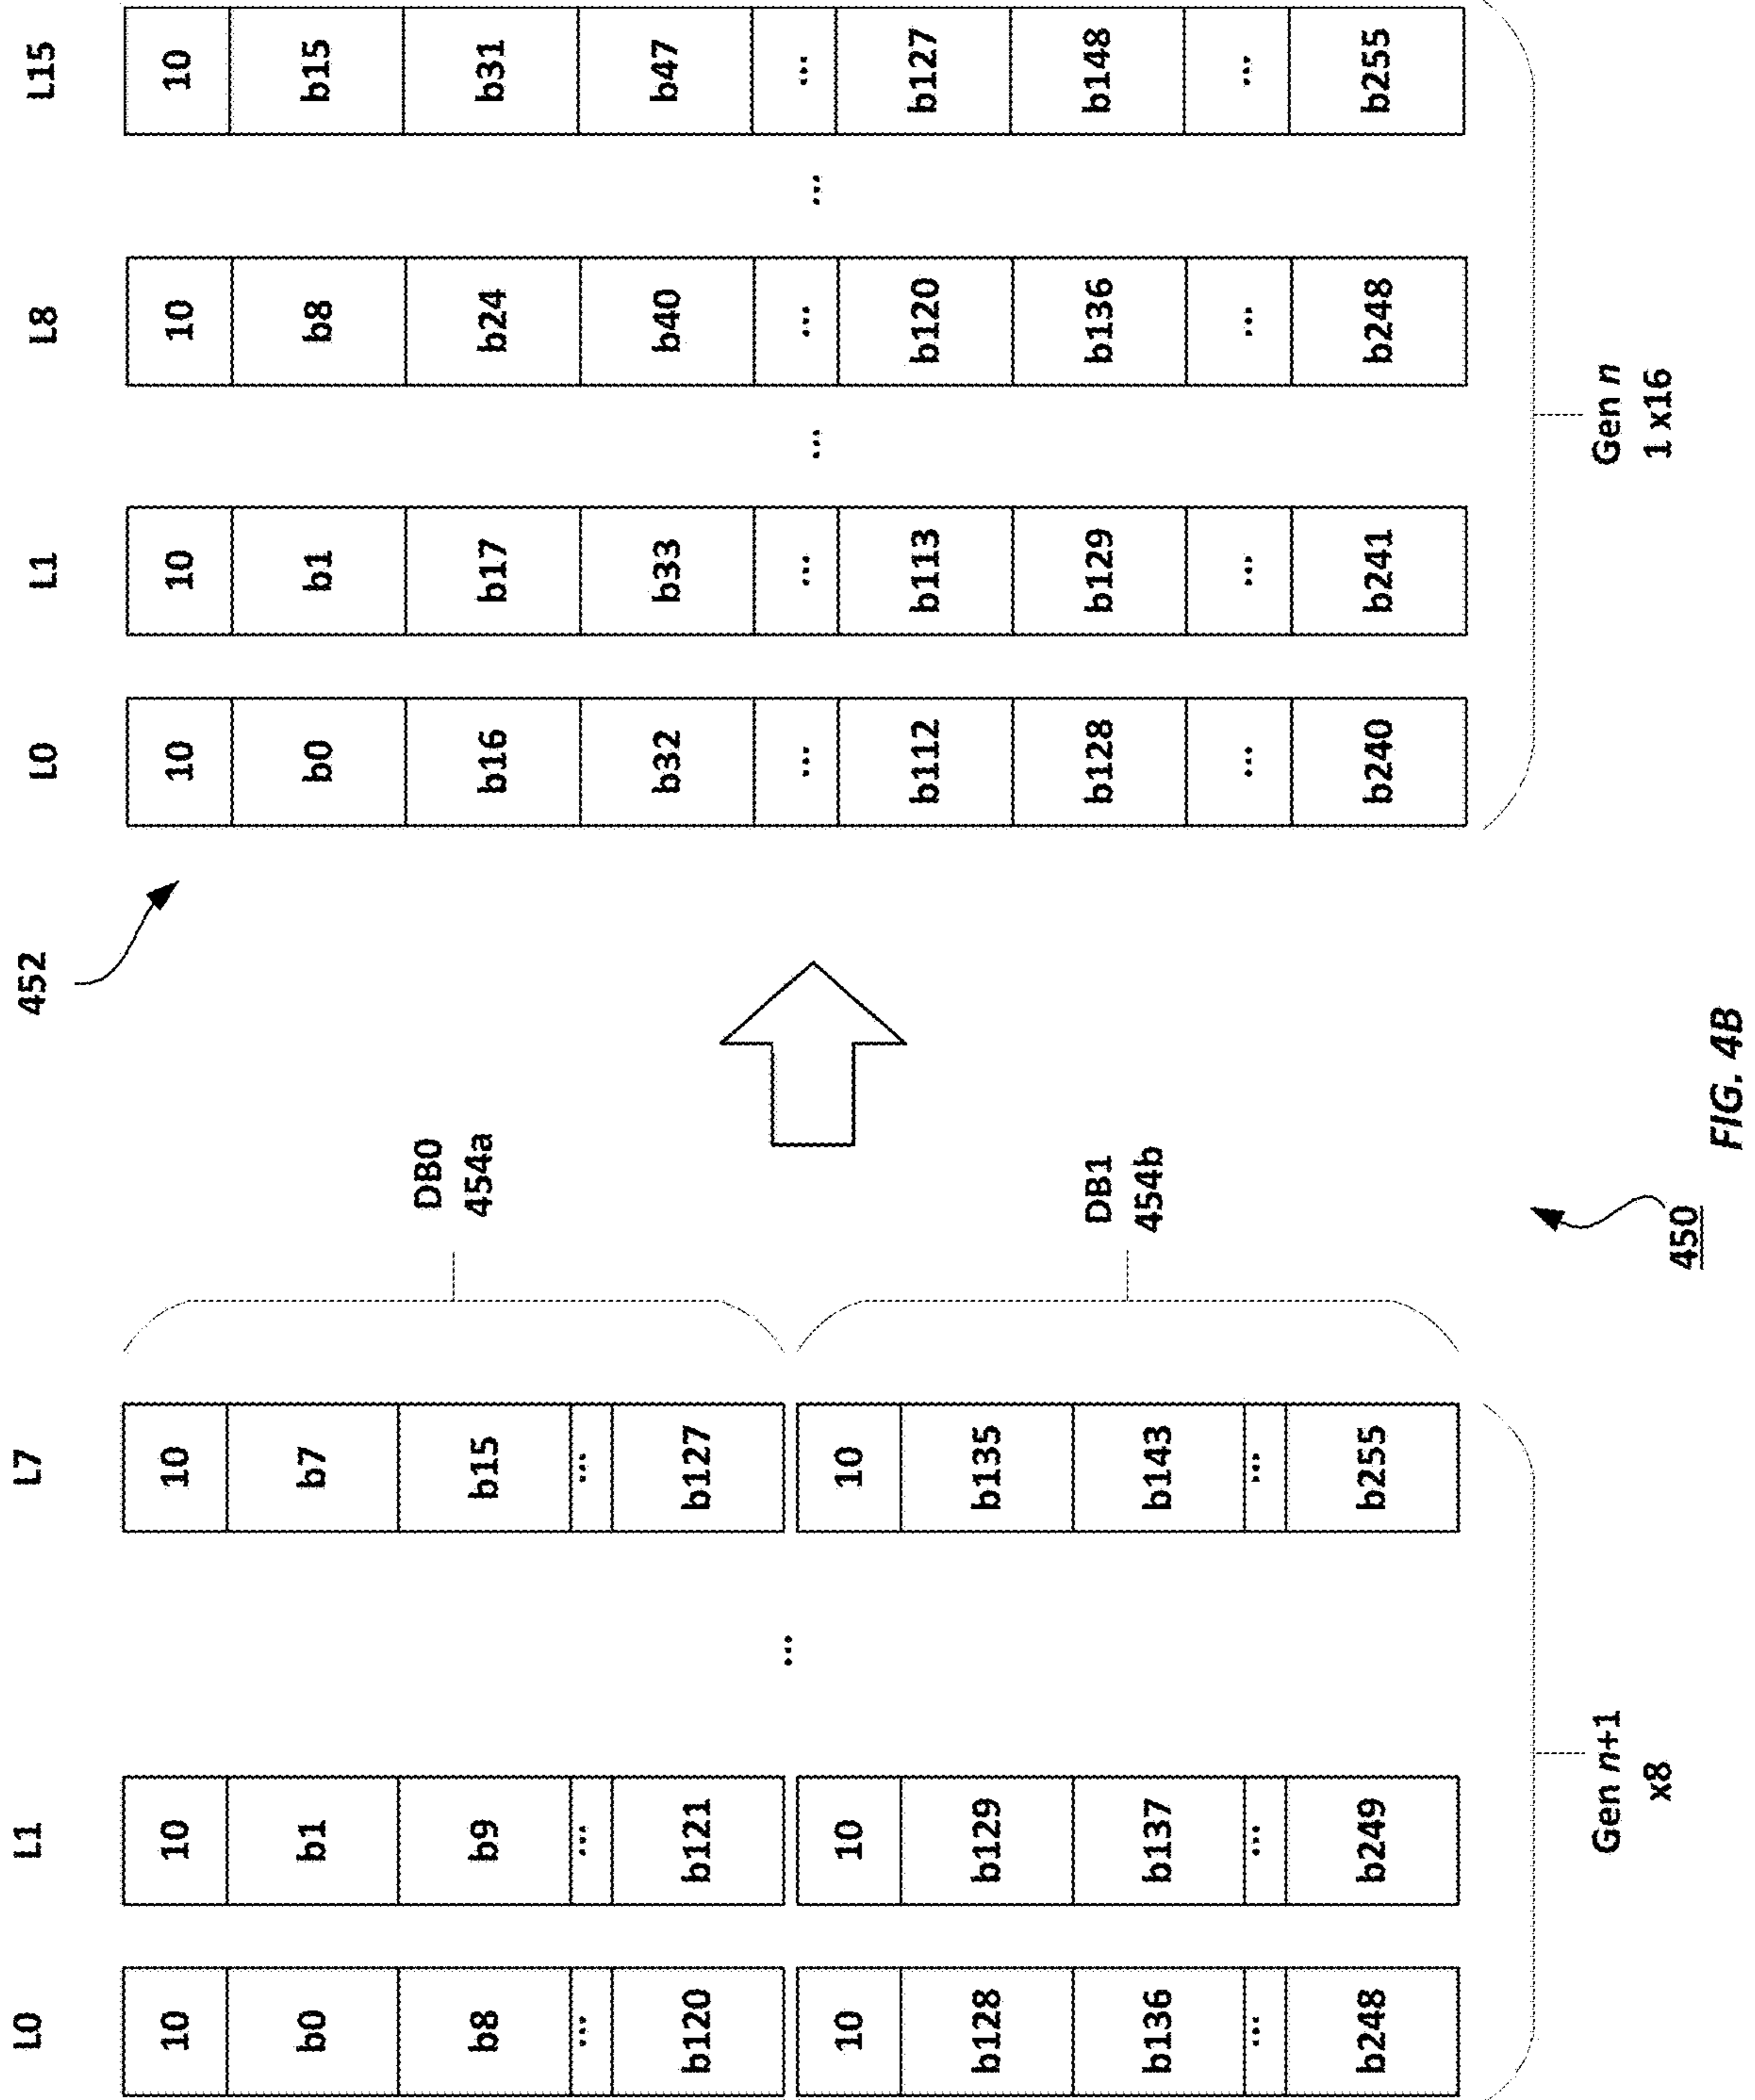 L0
10
b0
b8
...
b120
10
b128
b136
...
b248
L1
10
b1
b9
...
b121
10
b129
b137
...
b249
...
L7
10
b7
b15
...
b127
10
b135
b143
...
b255
Gen n+1
x8
DB0
454a
DB1
454b
450
452
L0
10
b0
b16
b32
...
b112
b128
...
b240
L1
10
b1
b17
b33
...
b113
b129
...
b241
...
L8
10
b8
b24
b40
...
b120
b136
...
b248
...
L15
10
b15
b31
b47
...
b127
b148
...
b255
Gen n
1 x16
FIG. 4B